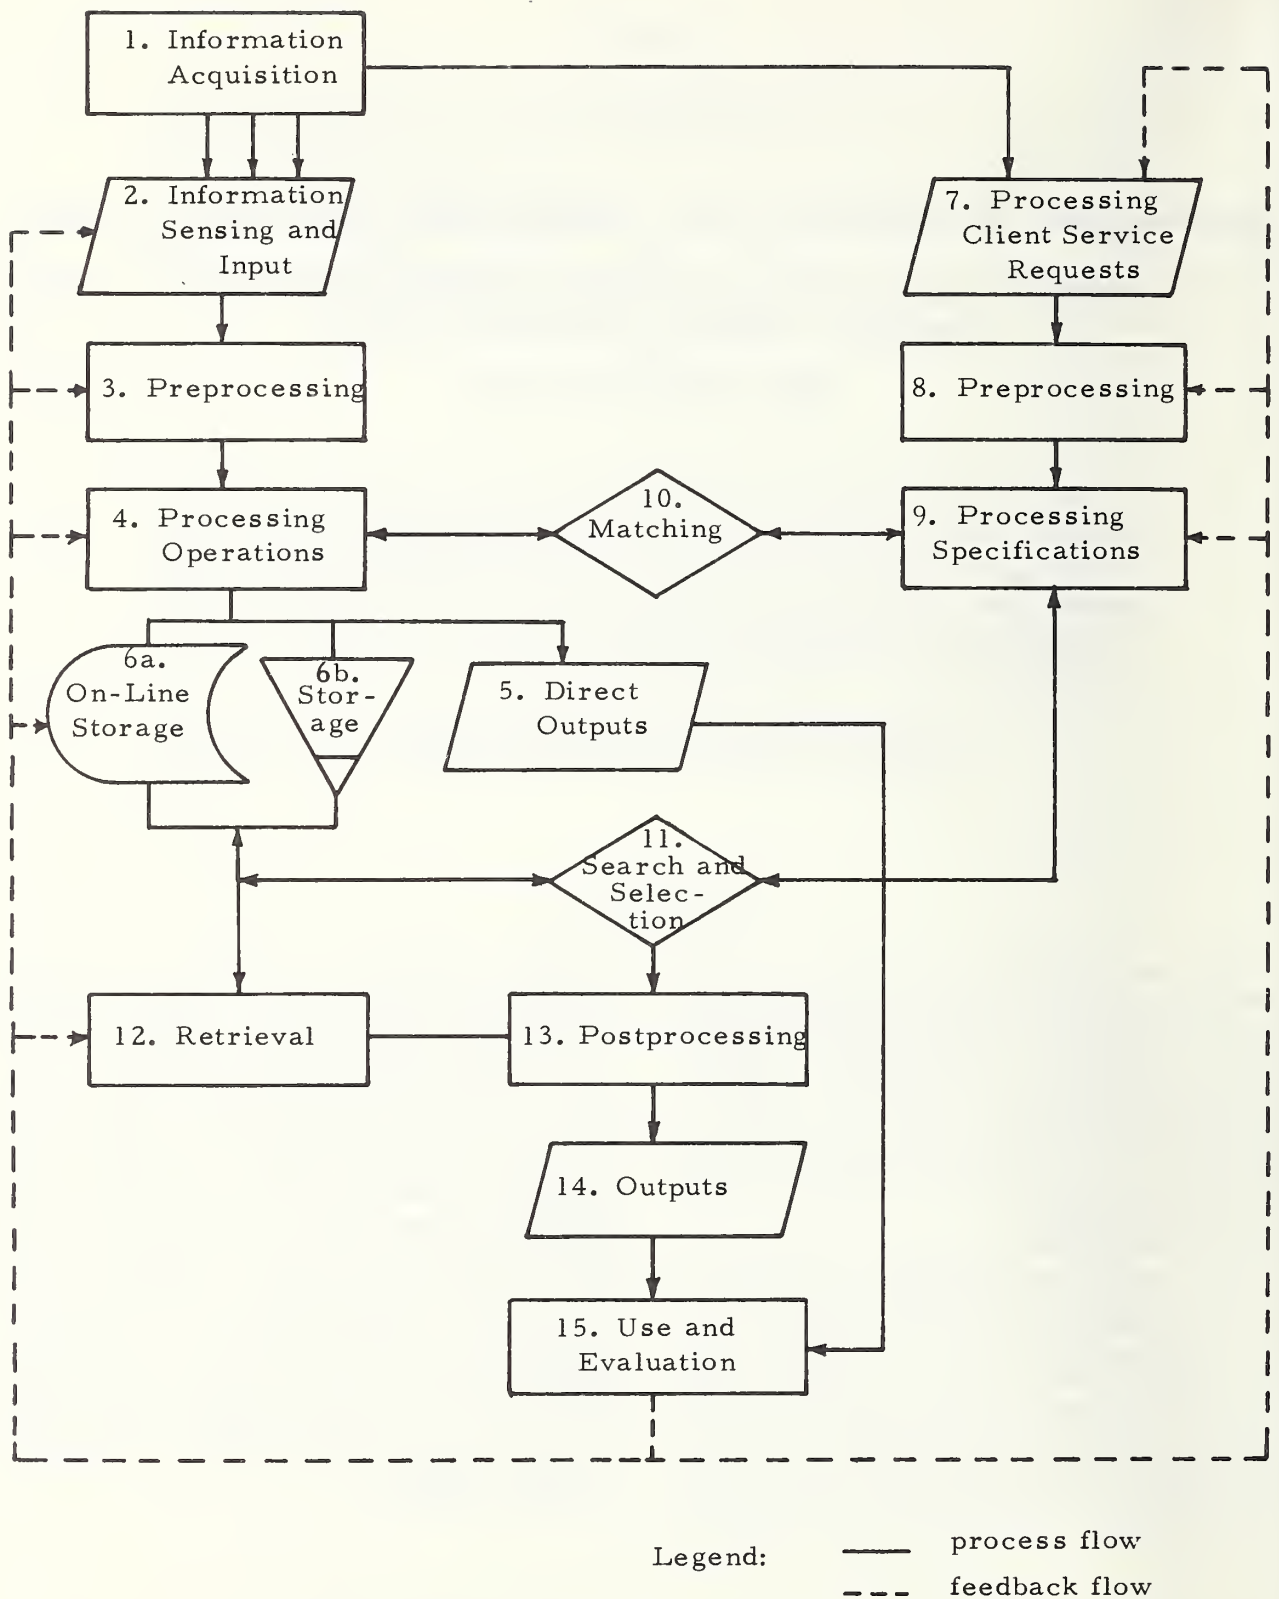 1. Information
Acquisition
2. Information
Sensing and
Input
7. Processing
Client Service
Requests
3. Preprocessing
8. Preprocessing
4. Processing
Operations
10.
Matching
9. Processing
Specifications
6a.
On-Line
Storage
6b.
Stor-
age
5. Direct
Outputs
11.
Search and
Selec-
tion
12. Retrieval
13. Postprocessing
14. Outputs
15. Use and
Evaluation
Legend:
process flow
feedback flow